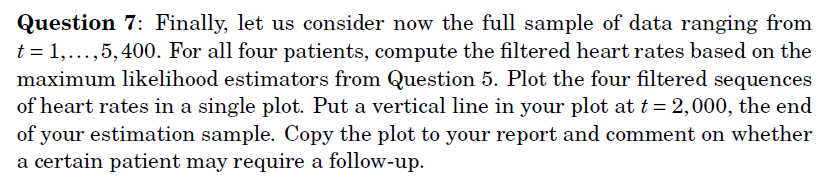 Question 7: Finally, let us consider now the full sample of data ranging from
t = 1,...,5,400. For all four patients, compute the filtered heart rates based on the
maximum likelihood estimators from Question 5. Plot the four filtered sequences
of heart rates in a single plot. Put a vertical line in your plot at t = 2,000, the end
of your estimation sample. Copy the plot to your report and comment on whether
a certain patient may require a follow-up.